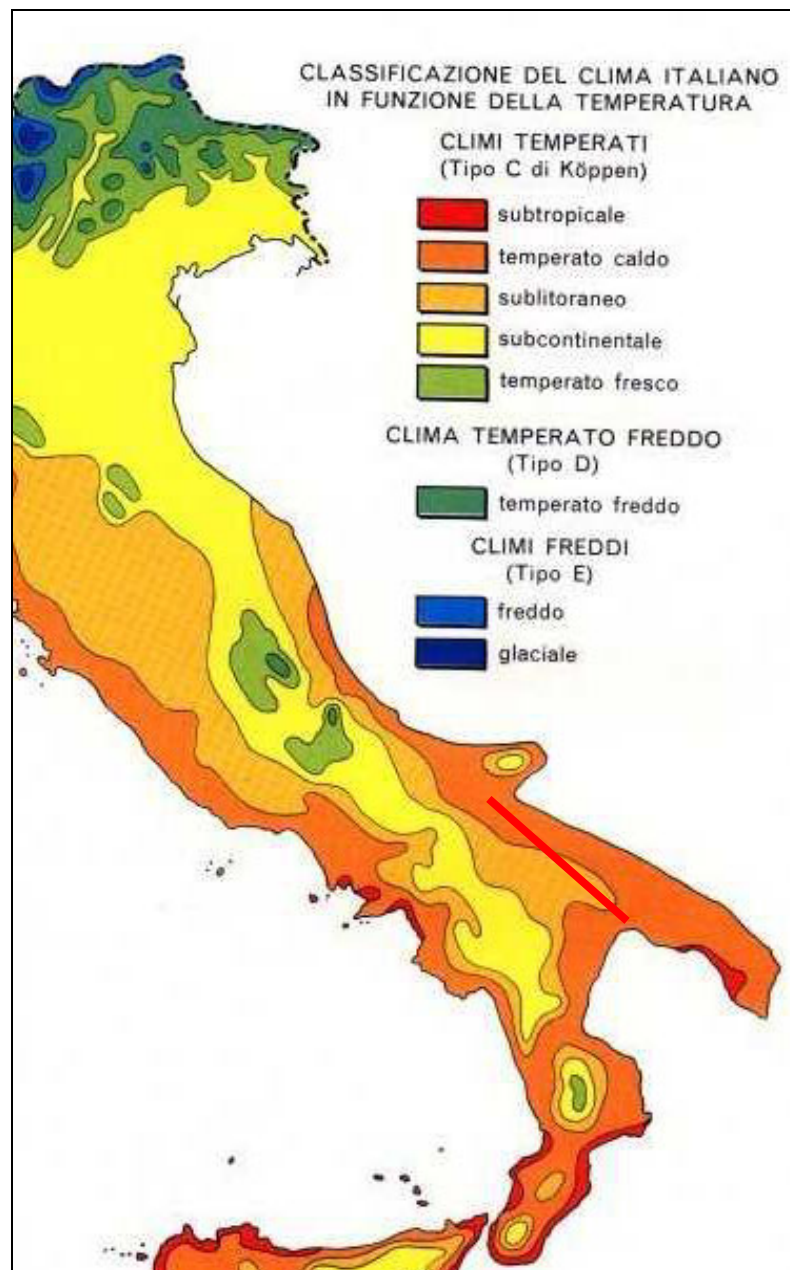 CLASSIFICAZIONE DEL CLIMA ITALIANO
IN FUNZIONE DELLA TEMPERATURA
CLIMI TEMPERATI
(Tipo C di Köppen)
subtropicale
temperato caldo
sublitoraneo
subcontinentale
temperato fresco
CLIMA TEMPERATO FREDDO
(Tipo D)
temperato freddo
CLIMI FREDDI
(Tipo E)
freddo
glaciale